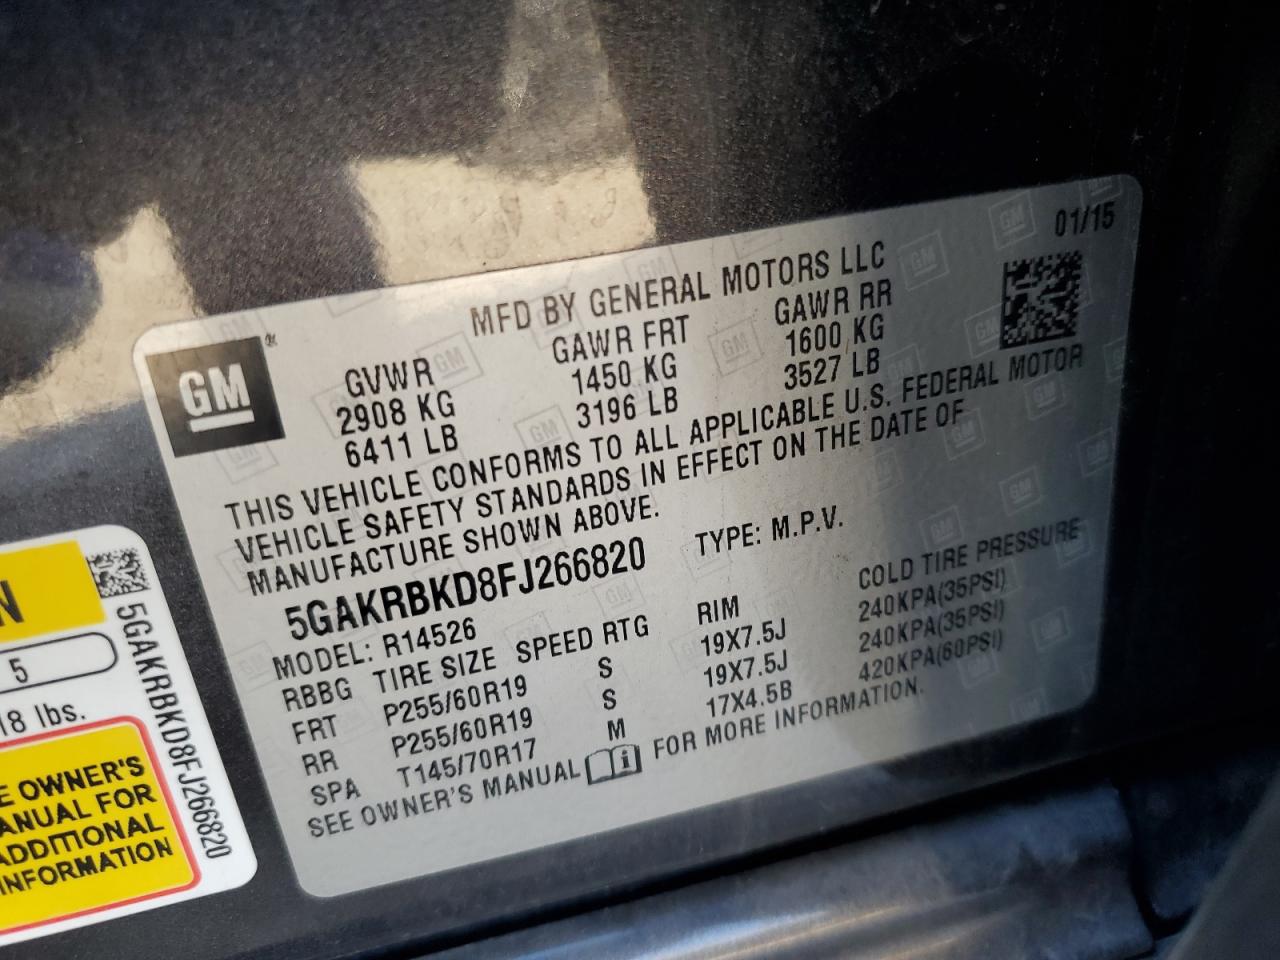 01/15
MFD BY GENERAL MOTORS LLC
GM
GVWR GAWR FRT GAWR RR
2908 KG 1450 KG 1600 KG
6411 LB 3196 LB 3527 LB
THIS VEHICLE CONFORMS TO ALL APPLICABLE U.S. FEDERAL MOTOR
VEHICLE SAFETY STANDARDS IN EFFECT ON THE DATE OF
MANUFACTURE SHOWN ABOVE.
5GAKRBKD8FJ266820 TYPE: M.P.V.
MODEL: R14526
RBBG TIRE SIZE SPEED RTG RIM COLD TIRE PRESSURE
FRT P255/60R19 S 19X7.5J 240KPA(35PSI)
RR P255/60R19 S 19X7.5J 240KPA(35PSI)
SPA T145/70R17 M 17X4.5B 420KPA(60PSI)
SEE OWNER'S MANUAL FOR MORE INFORMATION.
N
5
18 lbs.
E OWNER'S
ANUAL FOR
ADDITIONAL
INFORMATION
5GAKRBKD8FJ266820